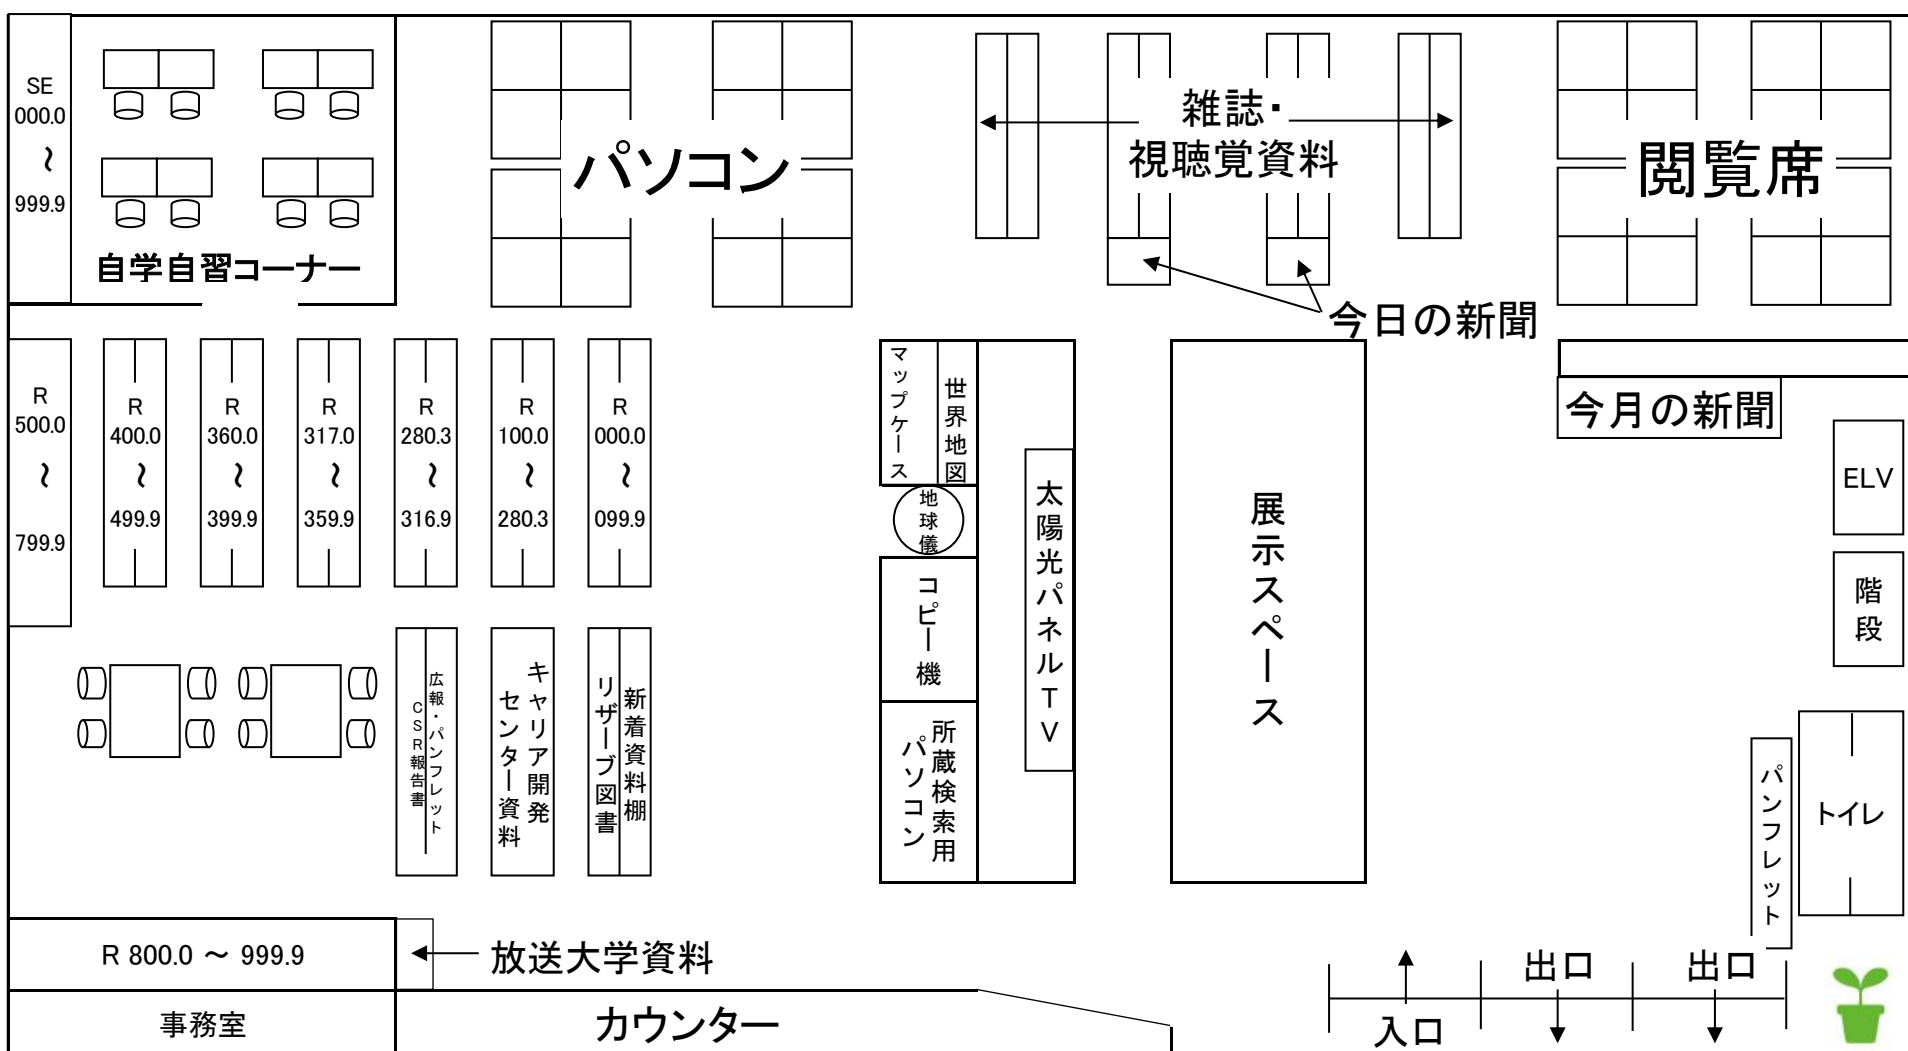 SE
000.0
～
999.9
自学自習コーナー
パソコン
雑誌・
視聴覚資料
閲覧席
今日の新聞
R
500.0
～
799.9
R
400.0
～
499.9
R
360.0
～
399.9
R
317.0
～
359.9
R
280.3
～
316.9
R
100.0
～
280.3
R
000.0
～
099.9
マップケース
世界地図
地球儀
コピー機
所蔵検索用
パソコン
太陽光パネルTV
展示スペース
今月の新聞
ELV
階段
広報・パンフレット
CSR報告書
キャリア開発
センター資料
新着資料棚
リザーブ図書
パンフレット
トイレ
R 800.0 ～ 999.9
放送大学資料
出口
出口
入口
事務室
カウンター